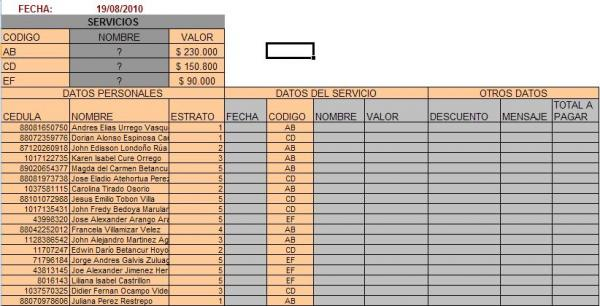 FECHA: 19/08/2010
SERVICIOS
CODIGO NOMBRE VALOR
AB ? $ 230.000
CD ? $ 150.800
EF ? $ 90.000
DATOS PERSONALES DATOS DEL SERVICIO OTROS DATOS
CEDULA NOMBRE ESTRATO FECHA CODIGO NOMBRE VALOR DESCUENTO MENSAJE TOTAL A PAGAR
88081650750 Andres Elias Urrego Vasqu 1 AB
88072359776 Dorian Alonso Espinosa Ca 1 CD
87120260918 John Edisson Londoño Rúa 2 AB
1017122735 Karen Isabel Cure Orrego 3 AB
89020654377 Magda del Carmen Betancu 5 AB
88081973738 Jose Eladio Atehortua Perez 5 CD
1037581115 Carolina Tirado Osorio 2 AB
88101072988 Jesus Emilio Tobon Villa 5 CD
1017135431 John Fredy Bedoya Marular 5 CD
43998320 Jose Alexander Arango Ar 5 EF
88042252012 Francela Villamizar Velez 4 AB
1128386542 John Alejandro Martinez Ag 3 AB
11707247 Edwin Darío Betancur Hoyo 2 CD
71796184 Jorge Andres Galvis Zuluag 5 EF
43813145 Joe Alexander Jimenez Her 5 EF
8016143 Liliana Isabel Castrillon 5 EF
1037570325 Didier Fernan Ocampo Vide 3 CD
88070978606 Juliana Perez Restrepo 1 AB